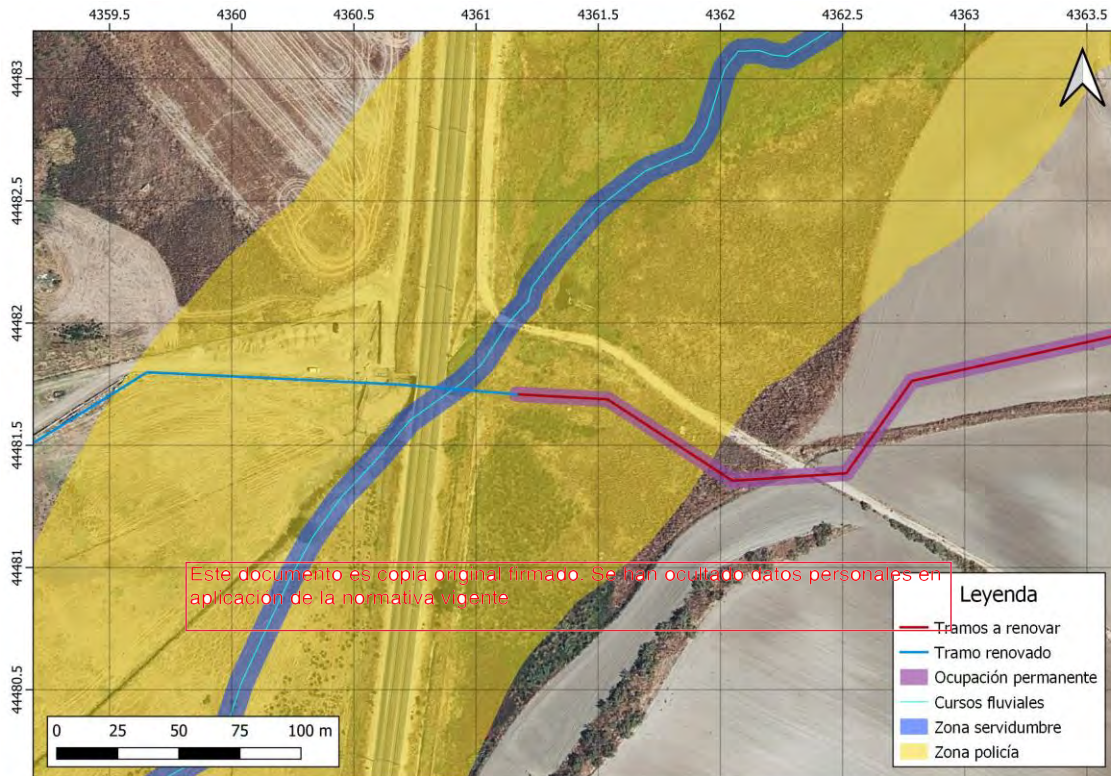 4359.5 4360 4360.5 4361 4361.5 4362 4362.5 4363 4363.5
44483
44482.5
44482
44481.5
44481
44480.5
Este documento es copia original firmado. Se han ocultado datos personales en
aplicación de la normativa vigente
Leyenda
Tramos a renovar
Tramo renovado
Ocupación permanente
Cursos fluviales
Zona servidumbre
Zona policía
0 25 50 75 100 m